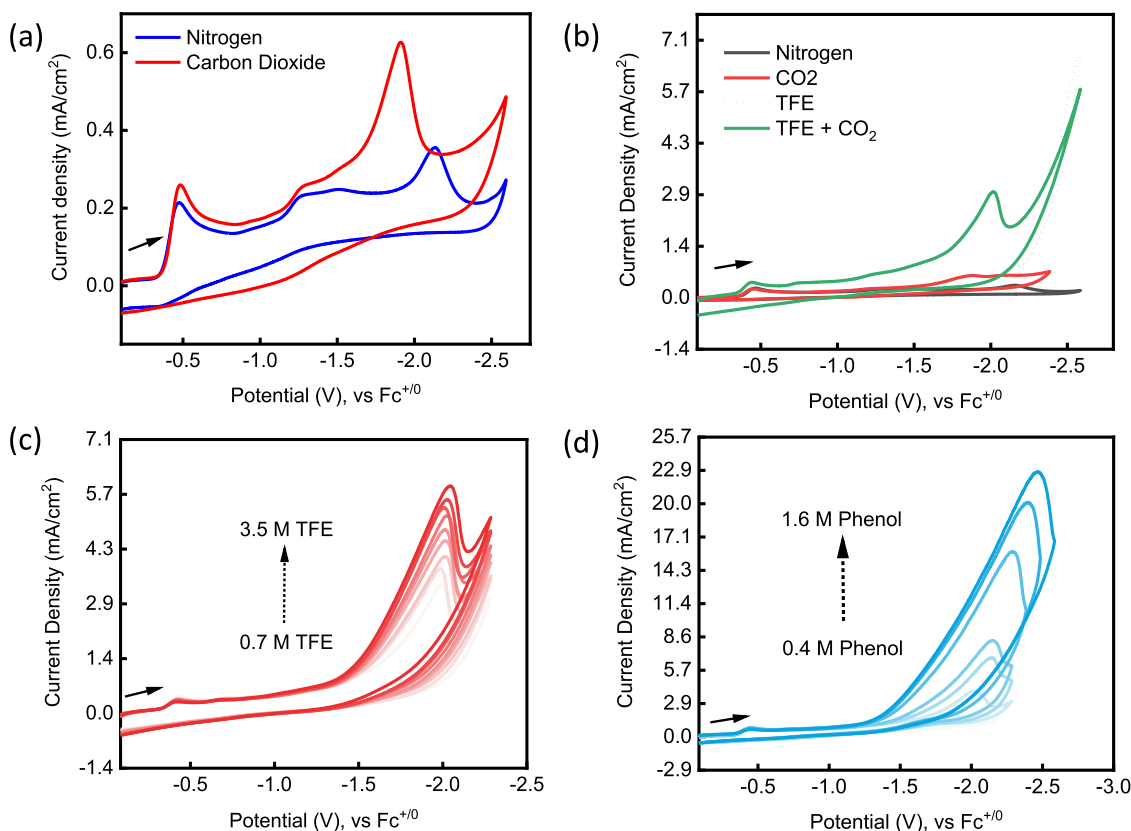 (a)
Nitrogen
Carbon Dioxide
Current density (mA/cm²)
0.6
0.4
0.2
0.0
-0.5 -1.0 -1.5 -2.0 -2.5
Potential (V), vs Fc⁺/⁰
(b)
Nitrogen
CO2
TFE
TFE + CO₂
Current Density (mA/cm²)
7.1
5.7
4.3
2.9
1.4
0.0
-1.4
-0.5 -1.0 -1.5 -2.0 -2.5
Potential (V), vs Fc⁺/⁰
(c)
3.5 M TFE
0.7 M TFE
Current Density (mA/cm²)
7.1
5.7
4.3
2.9
1.4
0.0
-1.4
-0.5 -1.0 -1.5 -2.0 -2.5
Potential (V), vs Fc⁺/⁰
(d)
1.6 M Phenol
0.4 M Phenol
Current Density (mA/cm²)
25.7
22.9
20.0
17.1
14.3
11.4
8.6
5.7
2.9
0.0
-2.9
-0.5 -1.0 -1.5 -2.0 -2.5 -3.0
Potential (V), vs Fc⁺/⁰